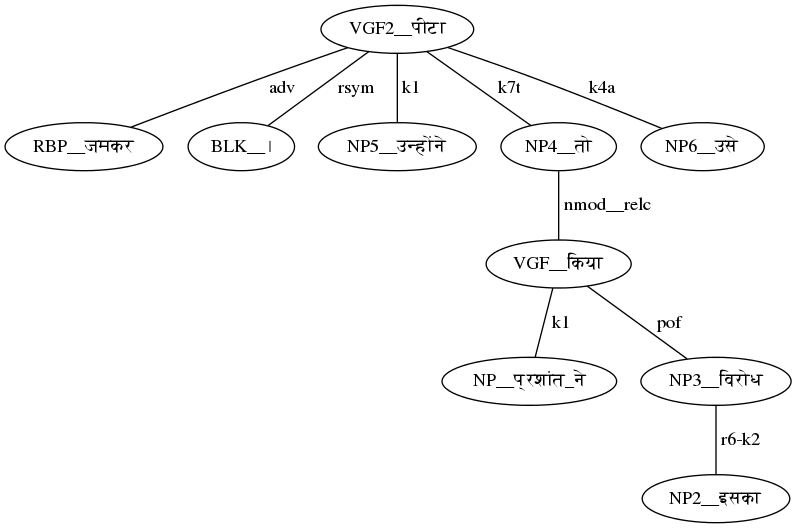 VGF2__पीटा
adv
rsym
k1
k7t
k4a
RBP__जमकर
BLK__।
NP5__उन्होंने
NP4__तो
NP6__उसे
nmod__relc
VGF__किया
k1
pof
NP__प्रशांत_ने
NP3__विरोध
r6-k2
NP2__इसका